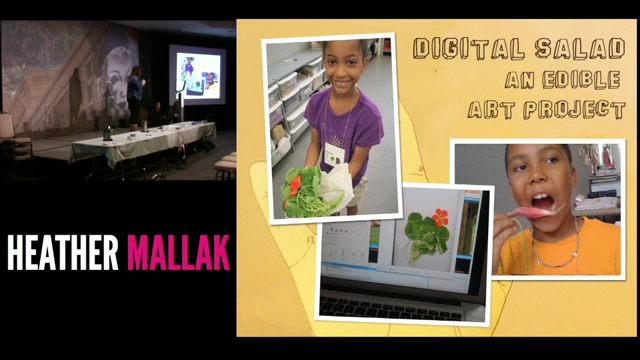 DIGITAL SALAD
AN EDIBLE
ART PROJECT
HEATHER MALLAK